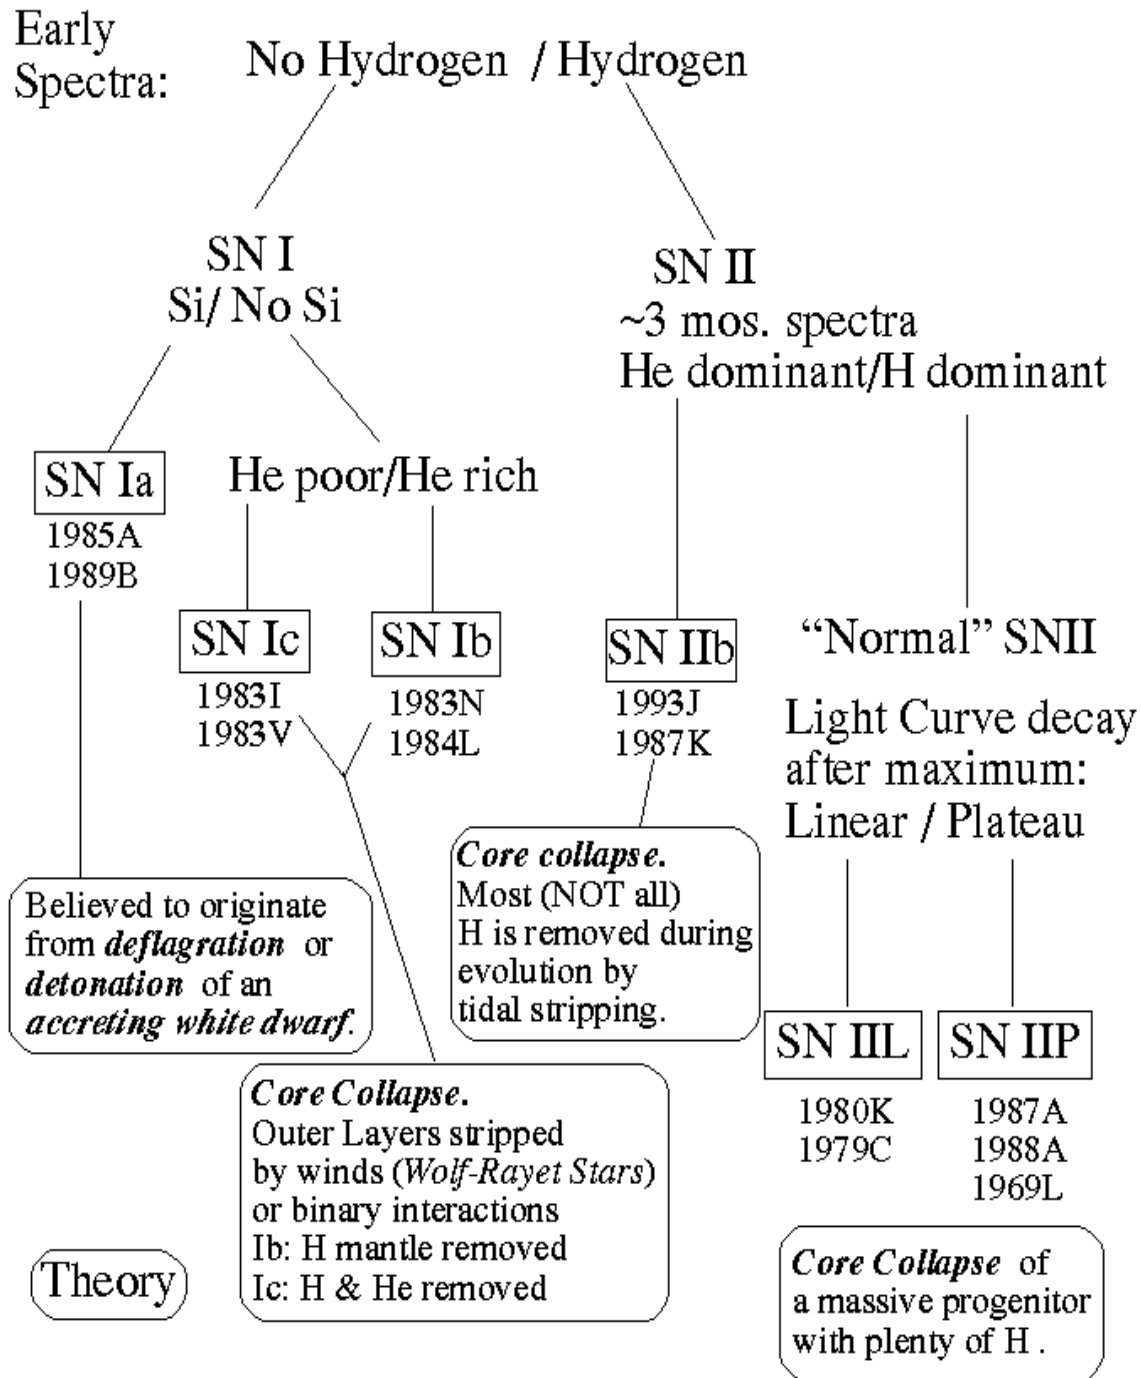 Early
Spectra:
No Hydrogen / Hydrogen
SN I
Si/ No Si
SN II
~3 mos. spectra
He dominant/H dominant
SN Ia
1985A
1989B
He poor/He rich
SN Ic
1983I
1983V
SN Ib
1983N
1984L
SN IIb
1993J
1987K
“Normal” SNII
Light Curve decay
after maximum:
Linear / Plateau
Believed to originate
from deflagration or
detonation of an
accreting white dwarf.
Core collapse.
Most (NOT all)
H is removed during
evolution by
tidal stripping.
SN IIL
1980K
1979C
SN IIP
1987A
1988A
1969L
Core Collapse.
Outer Layers stripped
by winds (Wolf-Rayet Stars)
or binary interactions
Ib: H mantle removed
Ic: H & He removed
Theory
Core Collapse of
a massive progenitor
with plenty of H .